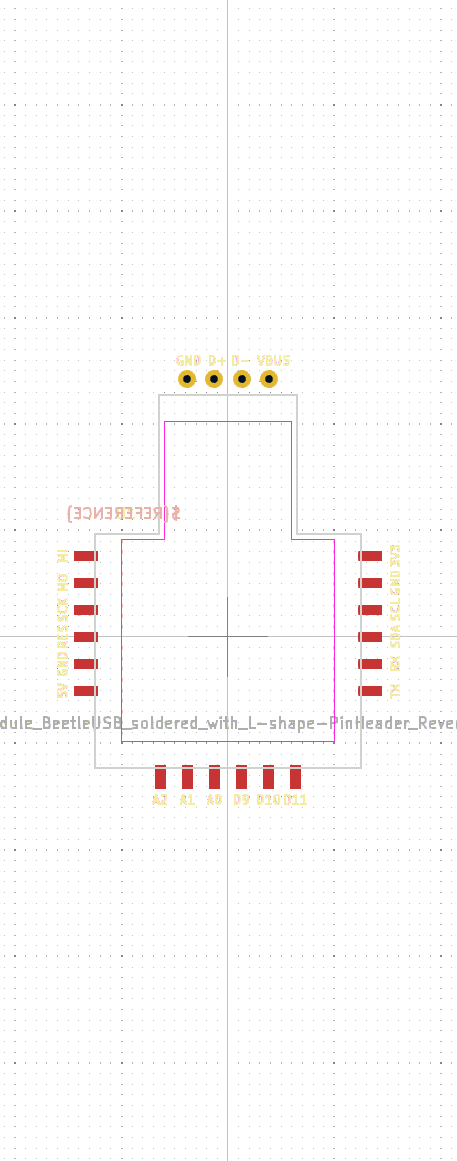 GND D+ D- VBUS
${REFERENCE}
MI
MO
SCK
RES
GND
5V
3V3
GND
SCL
SDA
RX
TX
dule_BeetleUSB_soldered_with_L-shape-PinHeader_Rever
A2 A1 A0 D9 D10 D11